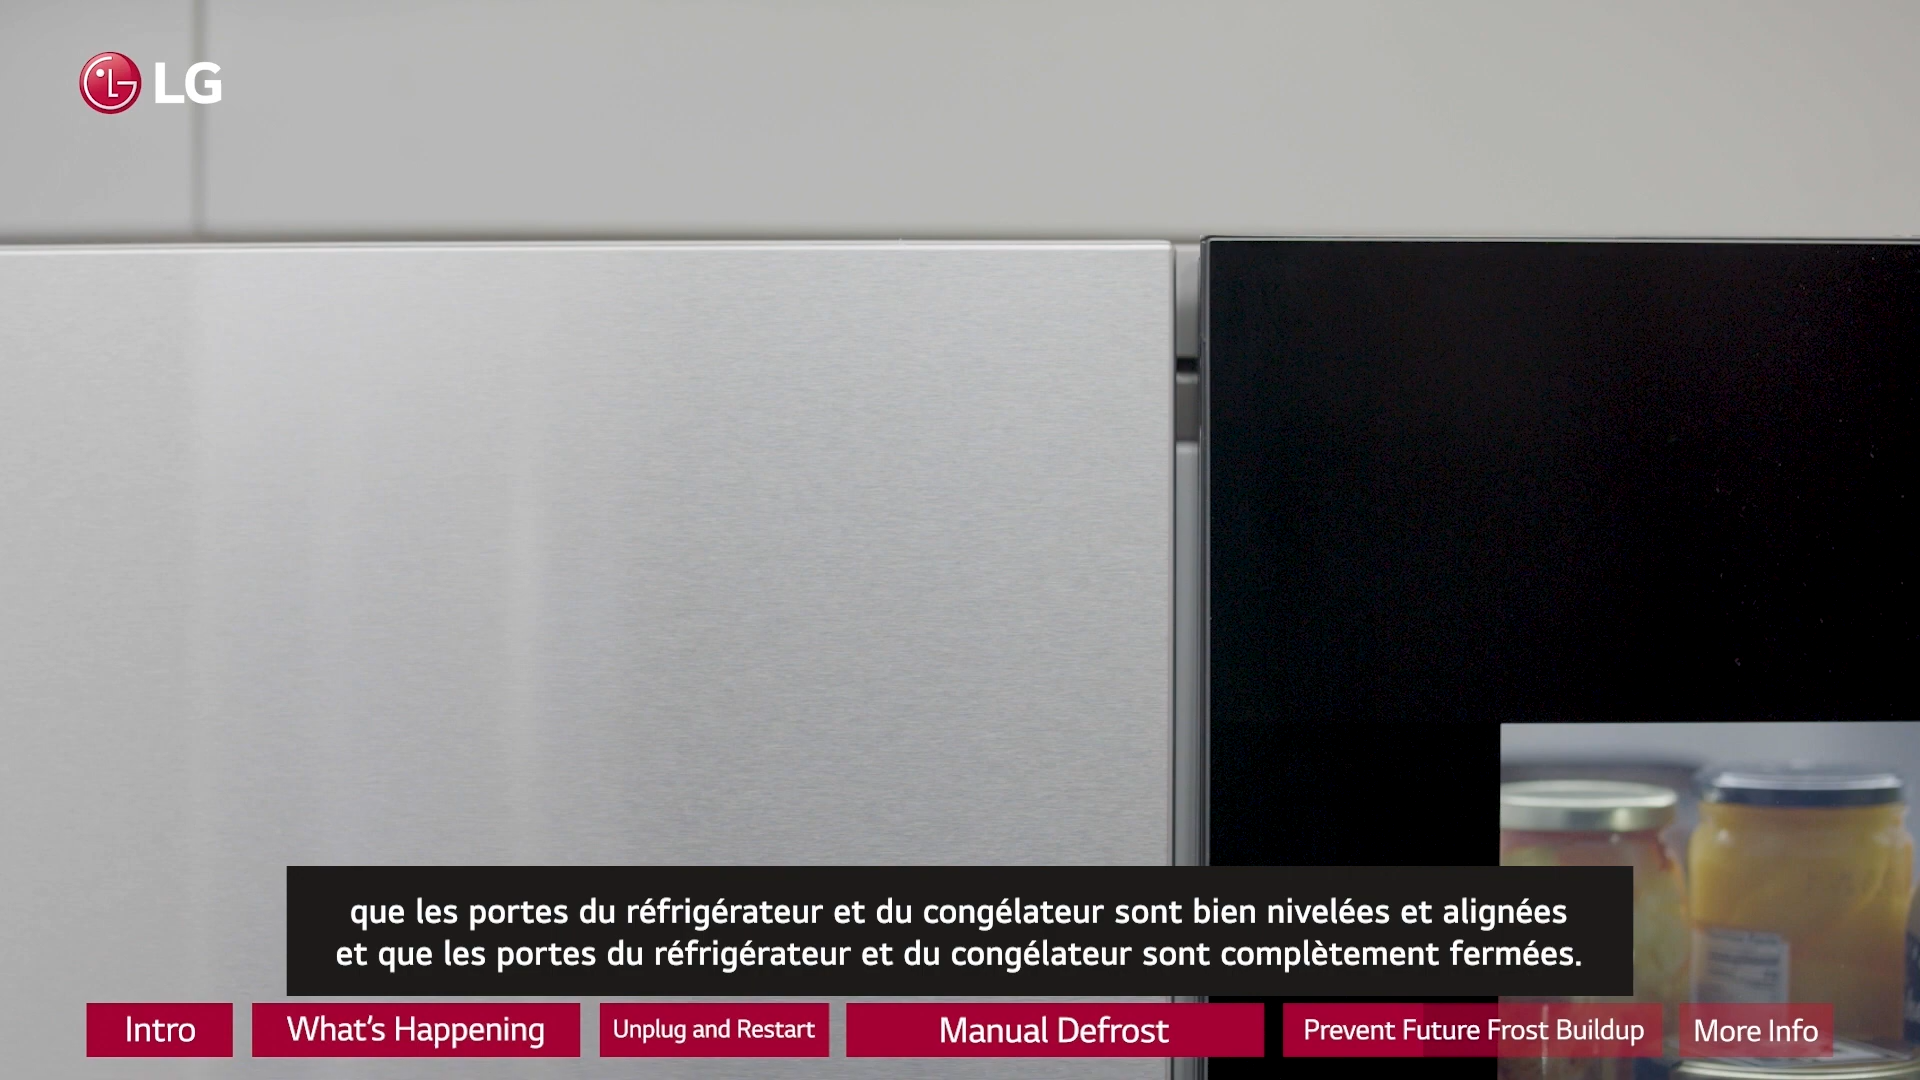 LG
que les portes du réfrigérateur et du congélateur sont bien nivelées et alignées
et que les portes du réfrigérateur et du congélateur sont complètement fermées.
Intro
What's Happening
Unplug and Restart
Manual Defrost
Prevent Future Frost Buildup
More Info